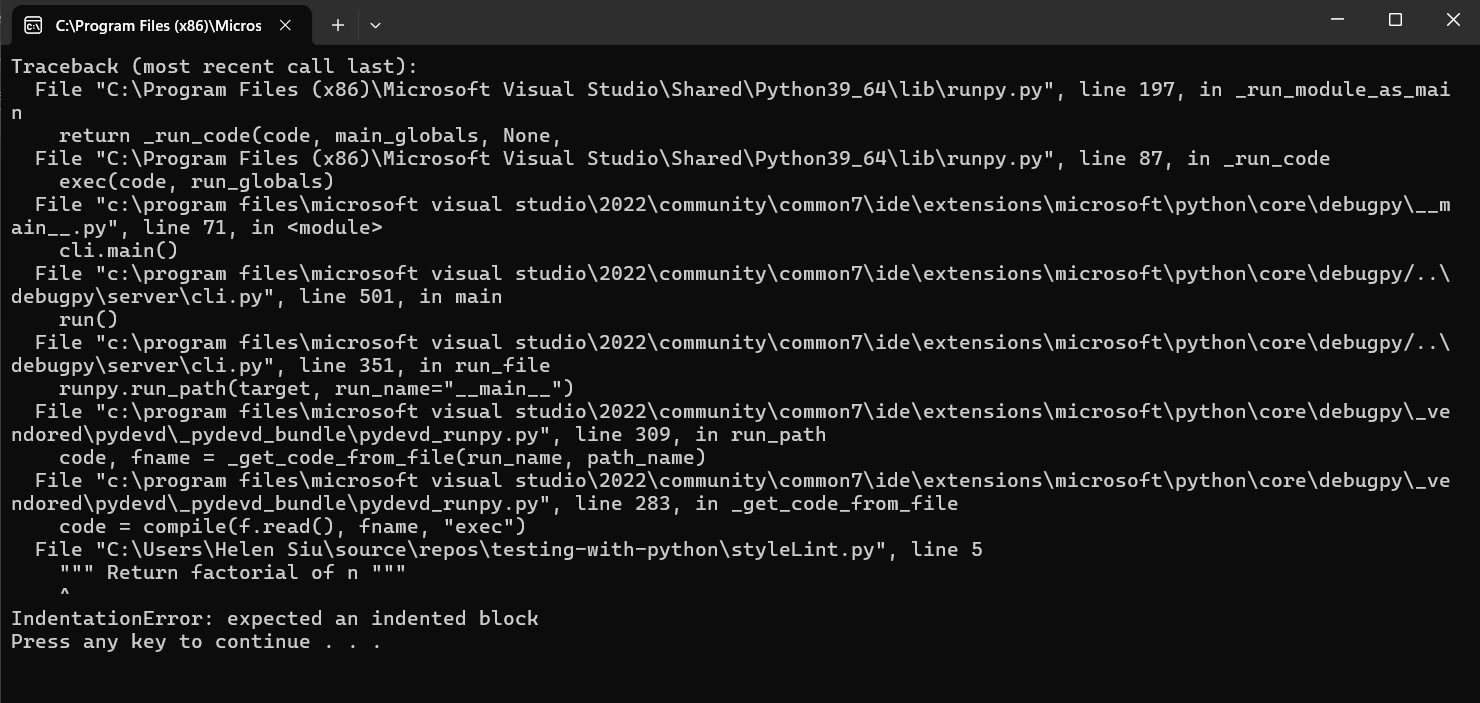 C:\Program Files (x86)\Micros
Traceback (most recent call last):
  File "C:\Program Files (x86)\Microsoft Visual Studio\Shared\Python39_64\lib\runpy.py", line 197, in _run_module_as_mai
n
    return _run_code(code, main_globals, None,
  File "C:\Program Files (x86)\Microsoft Visual Studio\Shared\Python39_64\lib\runpy.py", line 87, in _run_code
    exec(code, run_globals)
  File "c:\program files\microsoft visual studio\2022\community\common7\ide\extensions\microsoft\python\core\debugpy\__m
ain__.py", line 71, in <module>
    cli.main()
  File "c:\program files\microsoft visual studio\2022\community\common7\ide\extensions\microsoft\python\core\debugpy/..\
debugpy\server\cli.py", line 501, in main
    run()
  File "c:\program files\microsoft visual studio\2022\community\common7\ide\extensions\microsoft\python\core\debugpy/..\
debugpy\server\cli.py", line 351, in run_file
    runpy.run_path(target, run_name="__main__")
  File "c:\program files\microsoft visual studio\2022\community\common7\ide\extensions\microsoft\python\core\debugpy\_ve
ndored\pydevd\_pydevd_bundle\pydevd_runpy.py", line 309, in run_path
    code, fname = _get_code_from_file(run_name, path_name)
  File "c:\program files\microsoft visual studio\2022\community\common7\ide\extensions\microsoft\python\core\debugpy\_ve
ndored\pydevd\_pydevd_bundle\pydevd_runpy.py", line 283, in _get_code_from_file
    code = compile(f.read(), fname, "exec")
  File "C:\Users\Helen Siu\source\repos\testing-with-python\styleLint.py", line 5
    """ Return factorial of n """
    ^
IndentationError: expected an indented block
Press any key to continue . . .